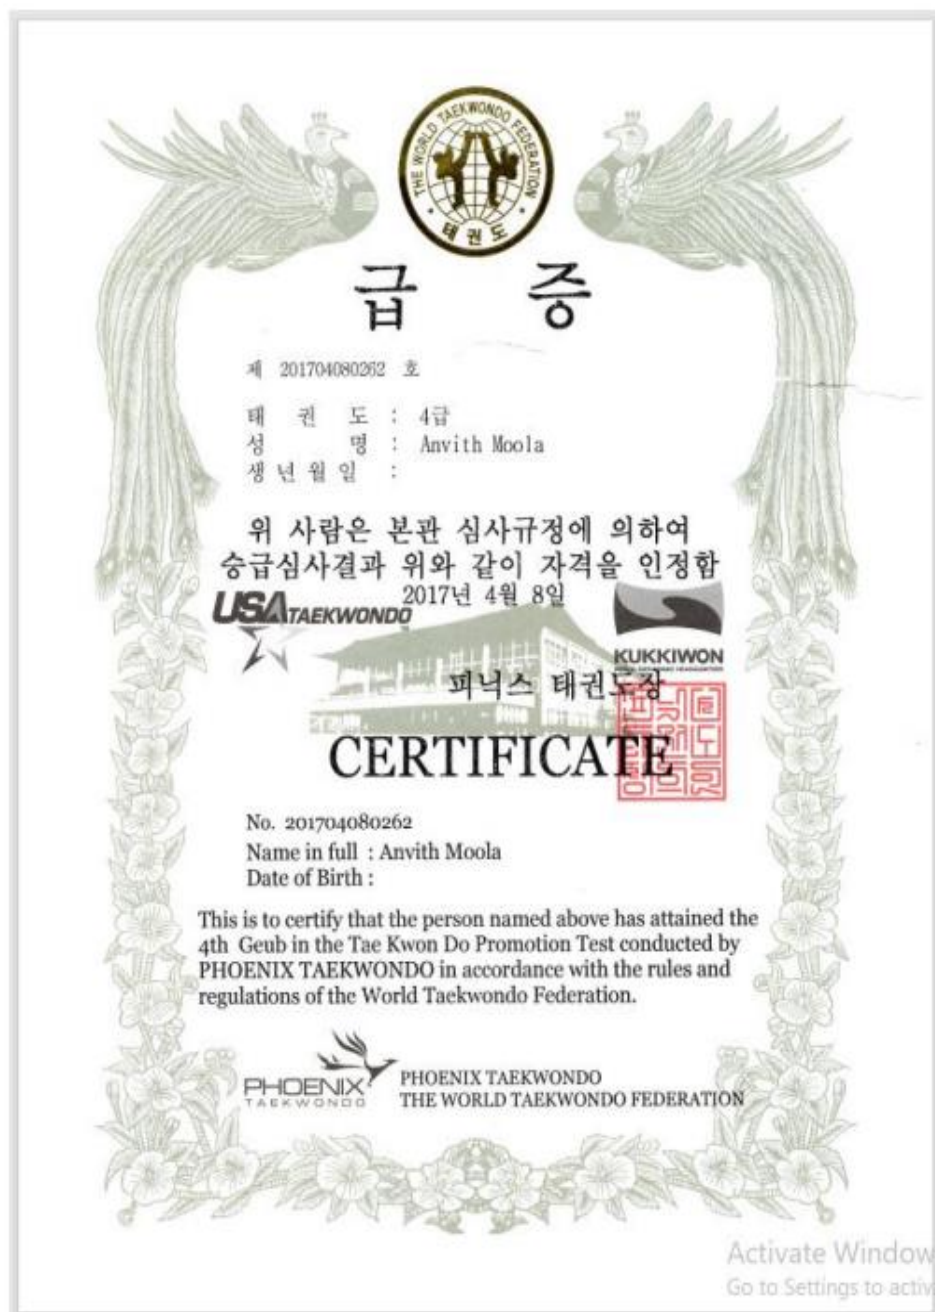 THE WORLD TAEKWONDO FEDERATION
태권도
급 증
제 201704080262 호
태 권 도 : 4급
성 명 : Anvith Moola
생년월일 :
위 사람은 본관 심사규정에 의하여
승급심사결과 위와 같이 자격을 인정함
2017년 4월 8일
USA TAEKWONDO
KUKKIWON
피닉스 태권도장
CERTIFICATE
No. 201704080262
Name in full : Anvith Moola
Date of Birth :
This is to certify that the person named above has attained the
4th Geub in the Tae Kwon Do Promotion Test conducted by
PHOENIX TAEKWONDO in accordance with the rules and
regulations of the World Taekwondo Federation.
PHOENIX
TAEKWONDO
PHOENIX TAEKWONDO
THE WORLD TAEKWONDO FEDERATION
Activate Window
Go to Settings to activ